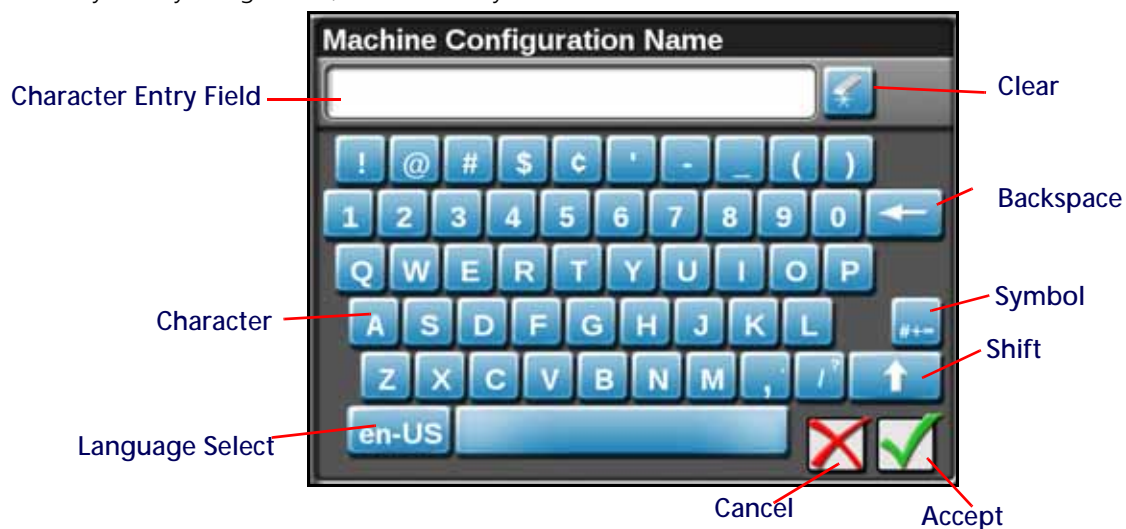 Machine Configuration Name
Character Entry Field
Clear
! @ # $ ¢ ' - _ ( )
1 2 3 4 5 6 7 8 9 0
Backspace
Q W E R T Y U I O P
Symbol
Character
A S D F G H J K L #+=
Shift
Z X C V B N M , ' / ?
Language Select
en-US
Cancel
Accept